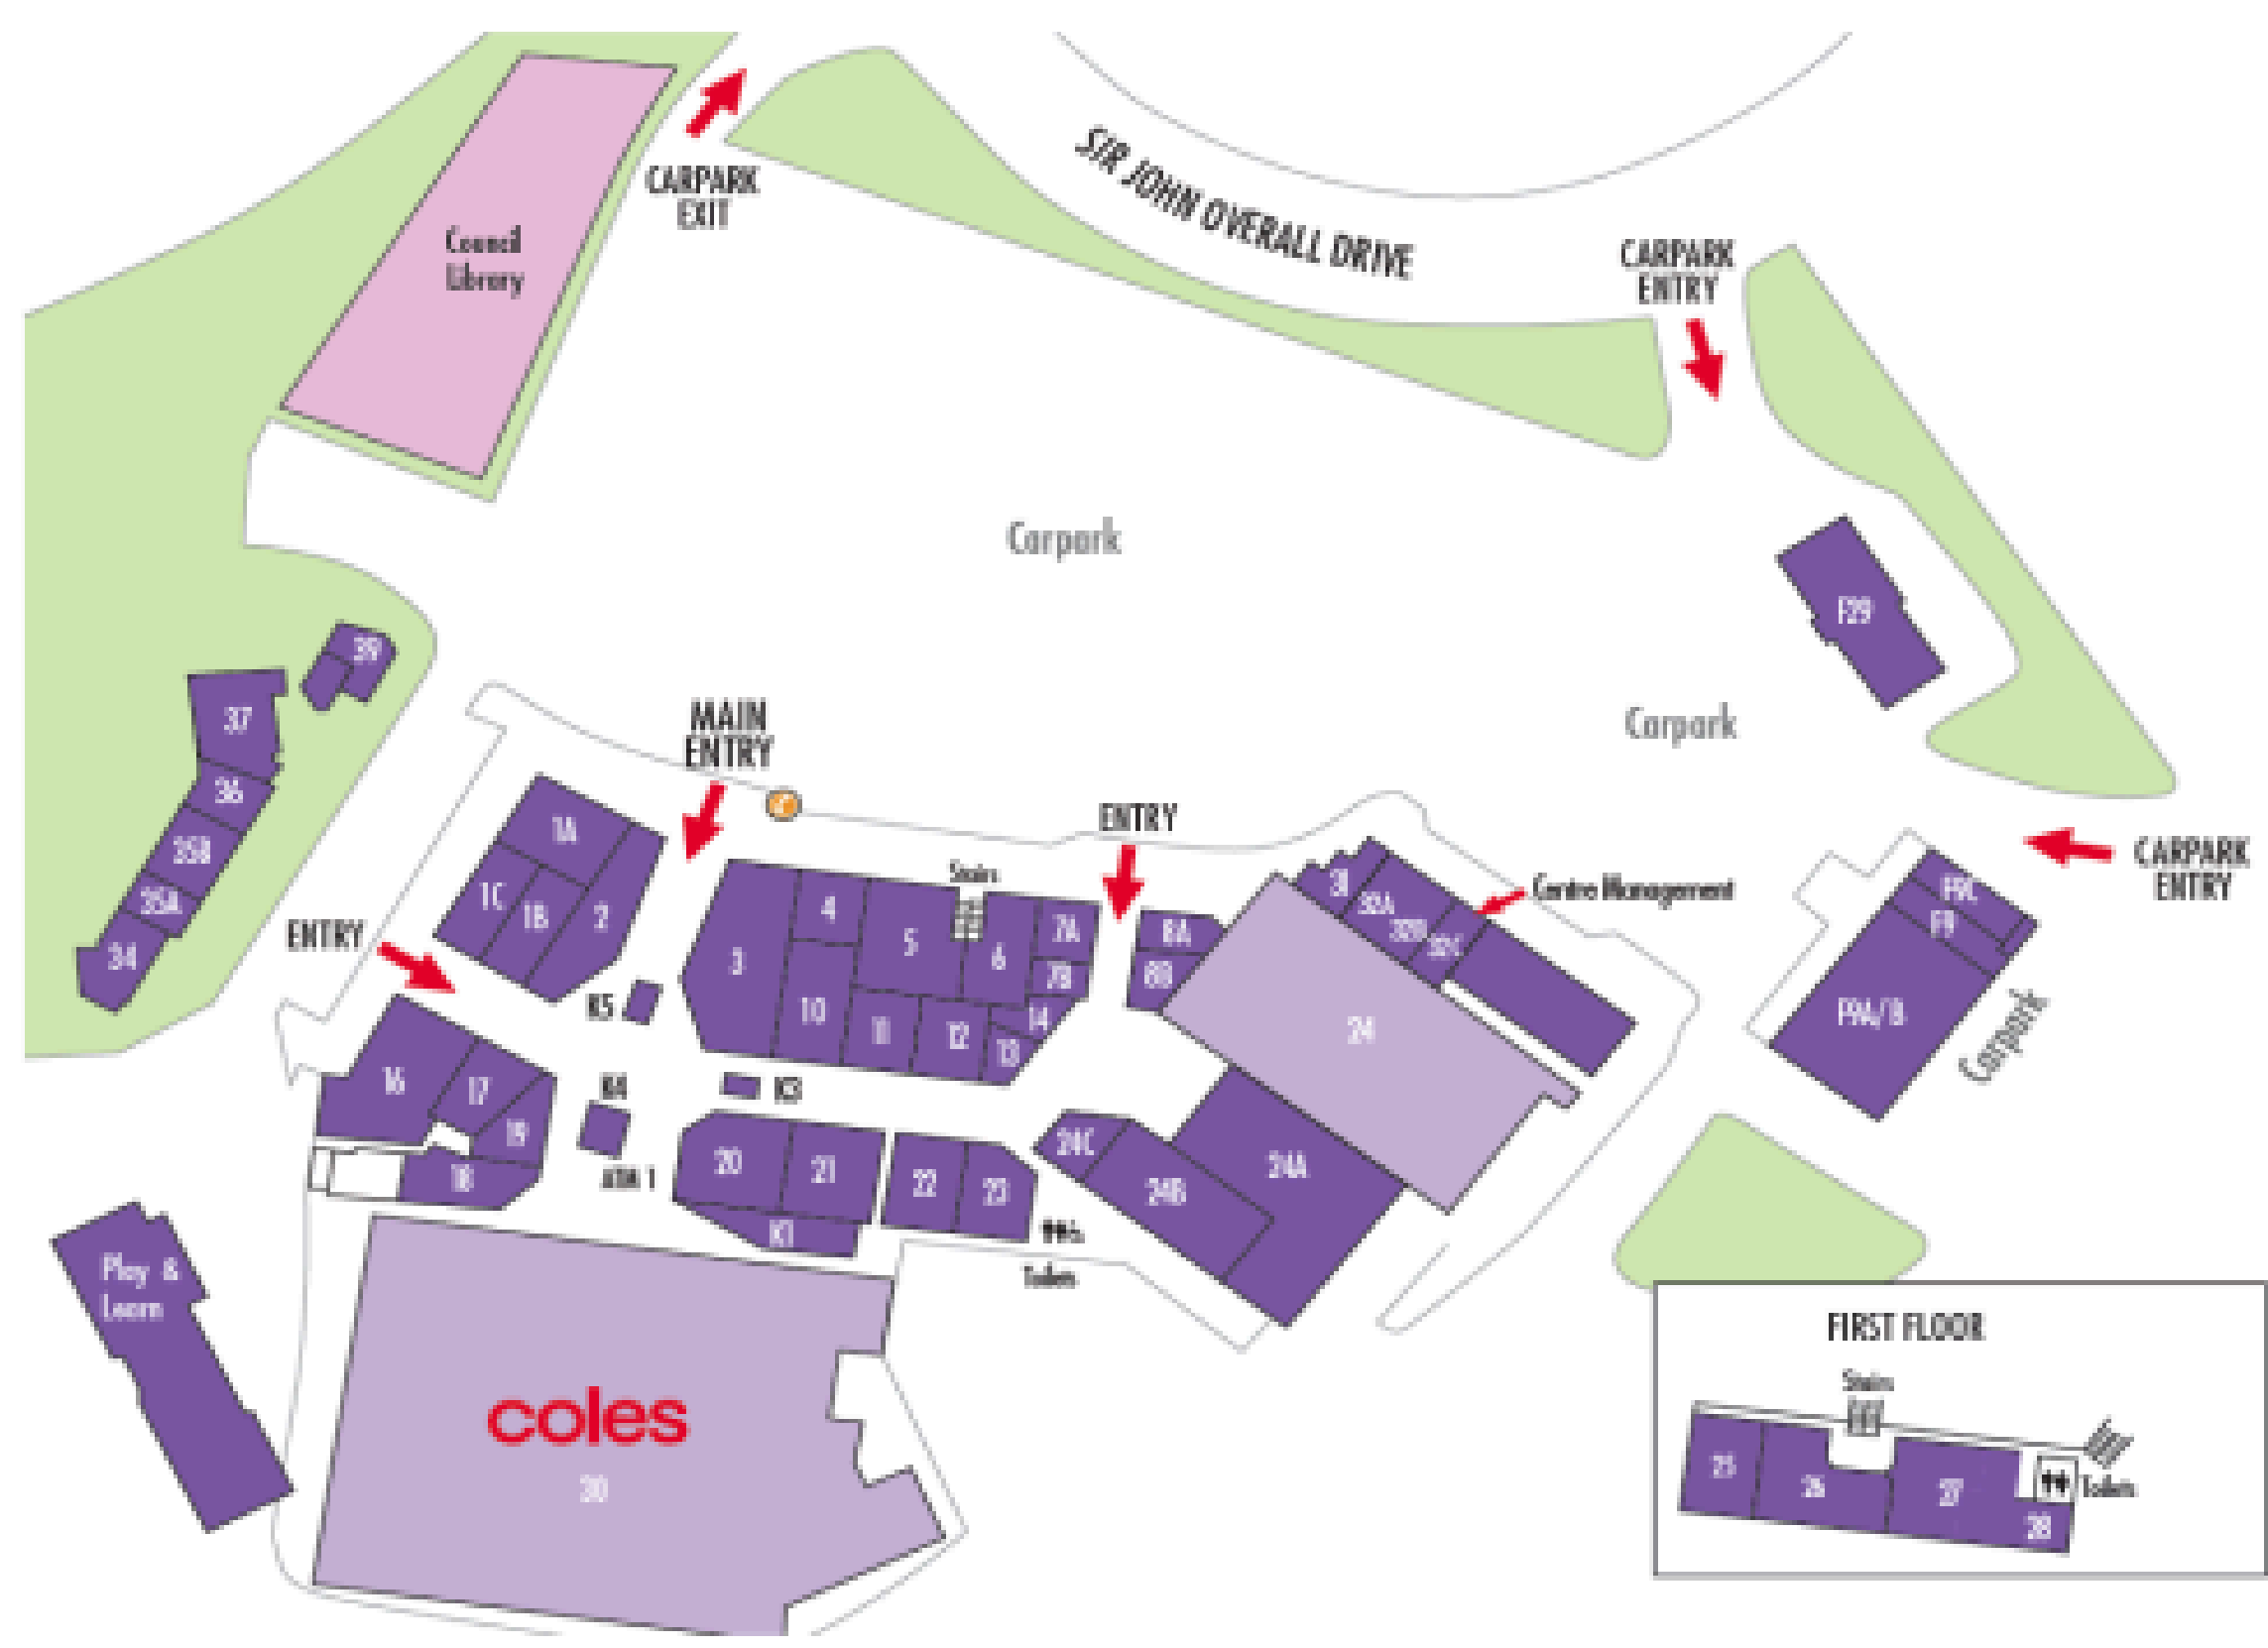 CARPARK
EXIT
SIR JOHN OVERALL DRIVE
Council
Library
CARPARK
ENTRY
Carpark
F29
39
37
Carpark
MAIN
ENTRY
36
ENTRY
1A
35B
CARPARK
ENTRY
Stairs
Centre Management
31
F9C
35A
1C
1B
2
4
32A
F9
ENTRY
3
5
6
7A
8A
32B
32C
34
7B
8B
K5
10
11
12
14
13
24
F9A/B
Carpark
16
17
K4
K3
19
24C
18
ATM 1
20
21
22
23
24B
24A
K1
Toilets
Play &
Learn
FIRST FLOOR
Stairs
coles
30
25
26
27
Toilets
28